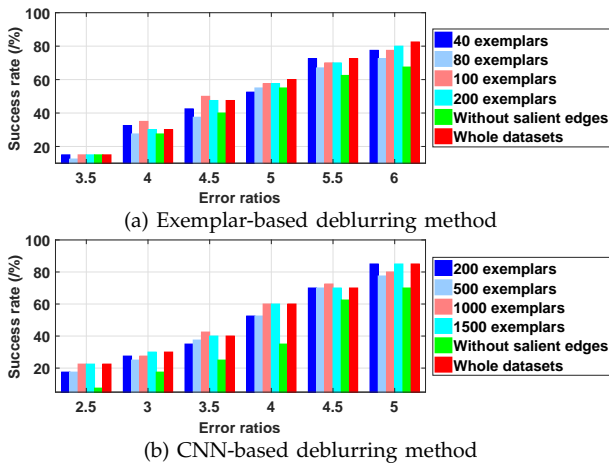 100
80
60
40
20
Success rate (/%)
3.5 4 4.5 5 5.5 6
Error ratios
40 exemplars
80 exemplars
100 exemplars
200 exemplars
Without salient edges
Whole datasets
(a) Exemplar-based deblurring method
100
80
60
40
20
Success rate (/%)
2.5 3 3.5 4 4.5 5
Error ratios
200 exemplars
500 exemplars
1000 exemplars
1500 exemplars
Without salient edges
Whole datasets
(b) CNN-based deblurring method